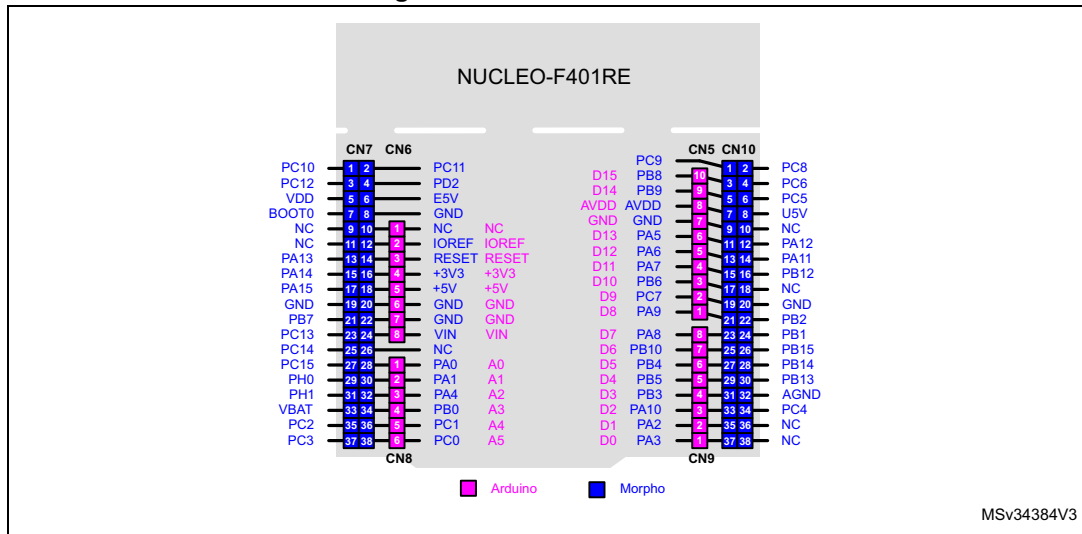 NUCLEO-F401RE
CN7 CN6 CN5 CN10
PC9
PC10 1 2 PC11 1 2 PC8
PC12 3 4 PD2 D15 PB8 10 3 4 PC6
VDD 5 6 E5V D14 PB9 9 5 6 PC5
BOOT0 7 8 GND AVDD AVDD 8 7 8 U5V
NC 9 10 1 NC NC GND GND 7 9 10 NC
NC 11 12 2 IOREF IOREF D13 PA5 6 11 12 PA12
PA13 13 14 3 RESET RESET D12 PA6 5 13 14 PA11
PA14 15 16 4 +3V3 +3V3 D11 PA7 4 15 16 PB12
PA15 17 18 5 +5V +5V D10 PB6 3 17 18 NC
GND 19 20 6 GND GND D9 PC7 2 19 20 GND
PB7 21 22 7 GND GND D8 PA9 1 21 22 PB2
PC13 23 24 8 VIN VIN D7 PA8 8 23 24 PB1
PC14 25 26 NC D6 PB10 7 25 26 PB15
PC15 27 28 1 PA0 A0 D5 PB4 6 27 28 PB14
PH0 29 30 2 PA1 A1 D4 PB5 5 29 30 PB13
PH1 31 32 3 PA4 A2 D3 PB3 4 31 32 AGND
VBAT 33 34 4 PB0 A3 D2 PA10 3 33 34 PC4
PC2 35 36 5 PC1 A4 D1 PA2 2 35 36 NC
PC3 37 38 6 PC0 A5 D0 PA3 1 37 38 NC
CN8 CN9
Arduino Morpho
MSv34384V3